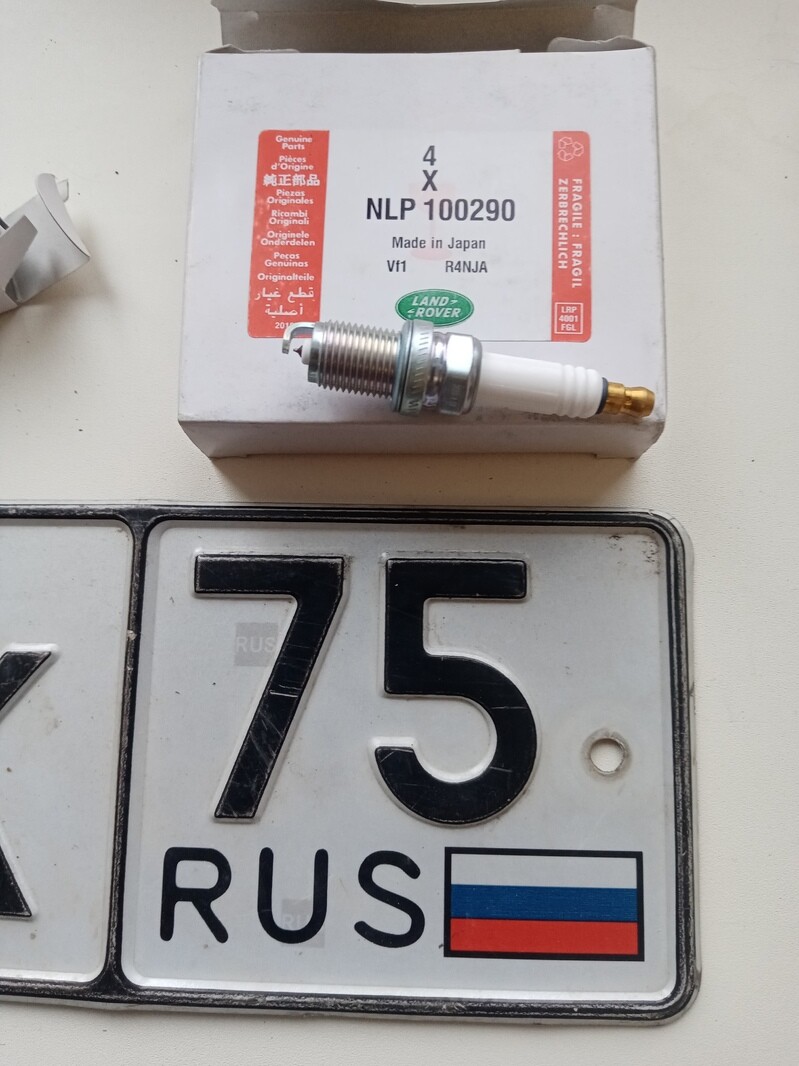 Genuine
Parts
Pièces
d'Origine
純正部品
Piezas
Originales
Ricambi
Originali
Originele
Onderdelen
Peças
Genuinas
Originalteile
قطع غيار
أصلية
4
X
NLP 100290
Made in Japan
Vf1 R4NJA
LAND-
ROVER
FRAGILE : FRAGIL
ZERBRECHLICH
LRP
4001
FGL
75
RUS
RUS